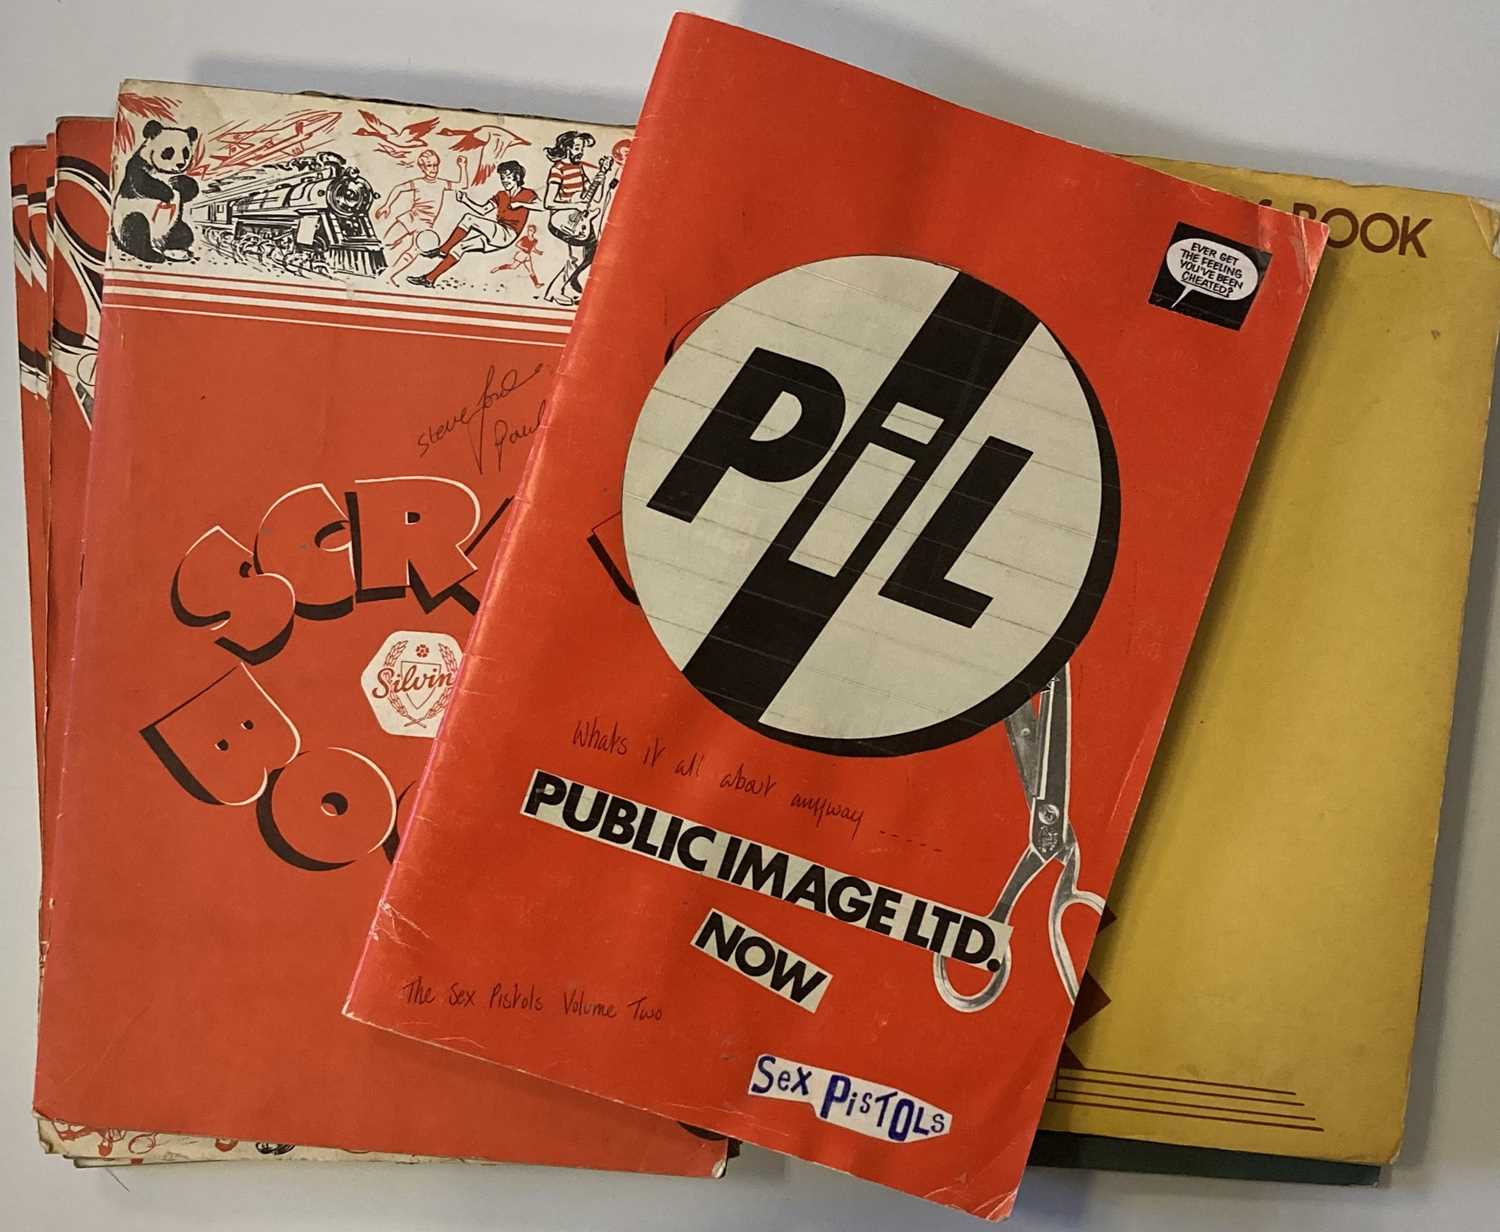 steve
Paul
SCRA
BO
Silvin
BOOK
EVER GET
THE FEELING
YOU'VE BEEN
CHEATED?
PiL
Whats it all about anyway -----
PUBLIC IMAGE LTD.
NOW
The Sex Pistols Volume Two
Sex PisTOLs